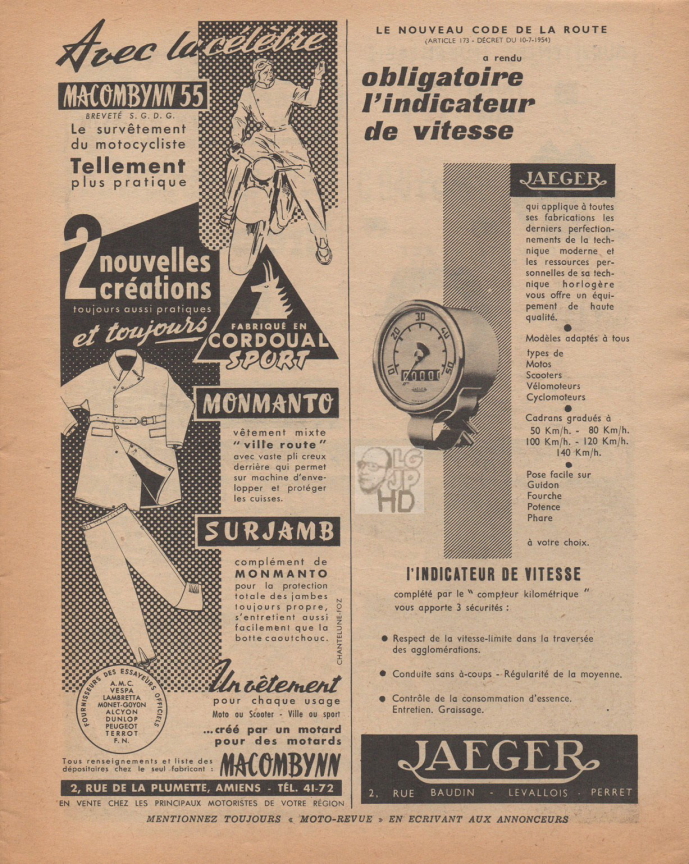 Avec la célèbre
MACOMBYNN 55
BREVETÉ S. G. D. G.
Le survêtement
du motocycliste
Tellement
plus pratique
2 nouvelles
créations
toujours aussi pratiques
et toujours
FABRIQUÉ EN
CORDOUAL
SPORT
MONMANTO
vêtement mixte
"ville route"
avec vaste pli creux
derrière qui permet
sur machine d'enve-
lopper et protéger
les cuisses.
SURJAMB
complément de
MONMANTO
pour la protection
totale des jambes
toujours propre,
s'entretient aussi
facilement que la
botte caoutchouc.
CHANTELUNE-FOZ
FOURNISSEURS DES ESSAYEURS OFFICIELS
A.M.C.
VESPA
LAMBRETTA
MONET-GOYON
ALCYON
DUNLOP
PEUGEOT
TERROT
F.N.
Un vêtement
pour chaque usage
Moto ou Scooter - Ville ou sport
...créé par un motard
pour des motards
Tous renseignements et liste des
dépositaires chez le seul fabricant :
MACOMBYNN
2, RUE DE LA PLUMETTE, AMIENS - TÉL. 41-72
EN VENTE CHEZ LES PRINCIPAUX MOTORISTES DE VOTRE RÉGION
LE NOUVEAU CODE DE LA ROUTE
(ARTICLE 173 - DÉCRET DU 10-7-1954)
a rendu
obligatoire
l'indicateur
de vitesse
JAEGER
qui applique à toutes
ses fabrications les
derniers perfection-
nements de la tech-
nique moderne et
les ressources per-
sonnelles de sa tech-
nique horlogère
vous offre un équi-
pement de haute
qualité.
● 
Modèles adaptés à tous
types de
Motos
Scooters
Vélomoteurs
Cyclomoteurs
●
Cadrans gradués à
50 Km/h. - 80 Km/h.
100 Km/h. - 120 Km/h.
140 Km/h.
●
Pose facile sur
Guidon
Fourche
Potence
Phare
à votre choix.
10 20 30 40 50
LG
JP
HD
l'INDICATEUR DE VITESSE
complété par le " compteur kilométrique "
vous apporte 3 sécurités :
● Respect de la vitesse-limite dans la traversée
des agglomérations.
● Conduite sans à-coups - Régularité de la moyenne.
● Contrôle de la consommation d'essence.
Entretien. Graissage.
JAEGER
2, RUE BAUDIN - LEVALLOIS - PERRET
MENTIONNEZ TOUJOURS « MOTO-REVUE » EN ECRIVANT AUX ANNONCEURS